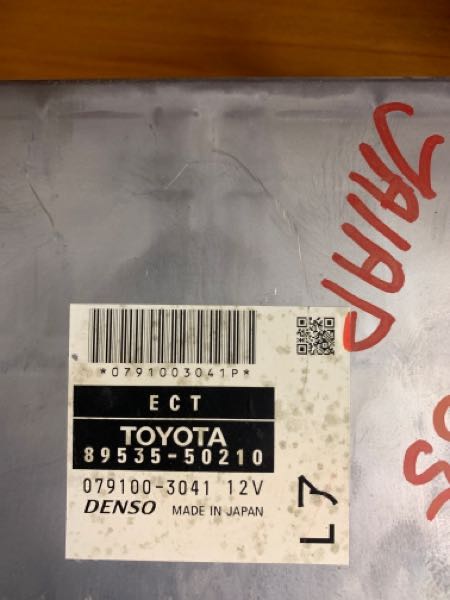 *0791003041P*
ECT
TOYOTA
89535-50210
079100-3041 12V
DENSO MADE IN JAPAN
L7